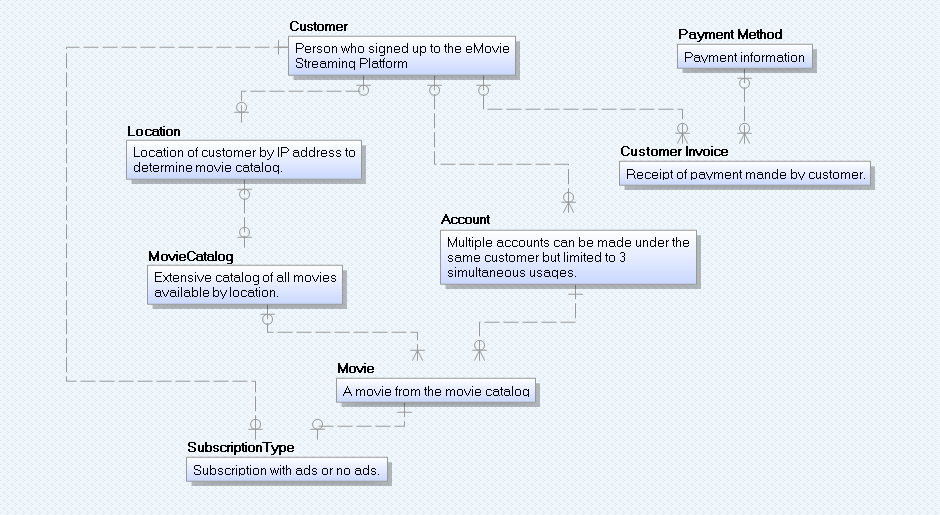 Customer
Person who signed up to the eMovie
Streaming Platform
Payment Method
Payment information
Location
Location of customer by IP address to
determine movie catalog.
Customer Invoice
Receipt of payment mande by customer.
Account
Multiple accounts can be made under the
same customer but limited to 3
simultaneous usages.
MovieCatalog
Extensive catalog of all movies
available by location.
Movie
A movie from the movie catalog
SubscriptionType
Subscription with ads or no ads.